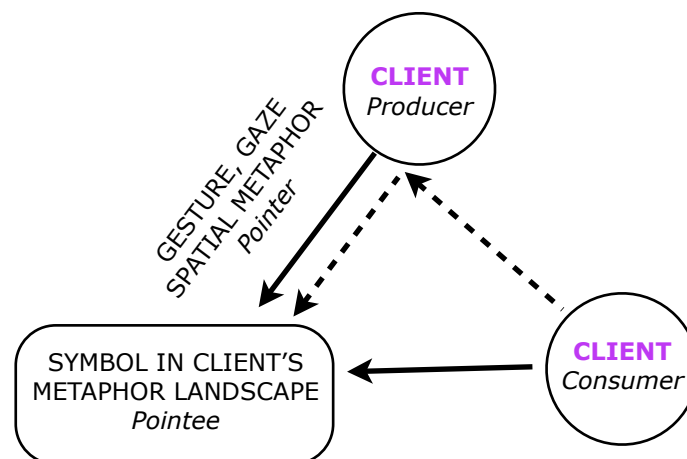 CLIENT
Producer
GESTURE, GAZE
SPATIAL METAPHOR
Pointer
SYMBOL IN CLIENT'S
METAPHOR LANDSCAPE
Pointee
CLIENT
Consumer